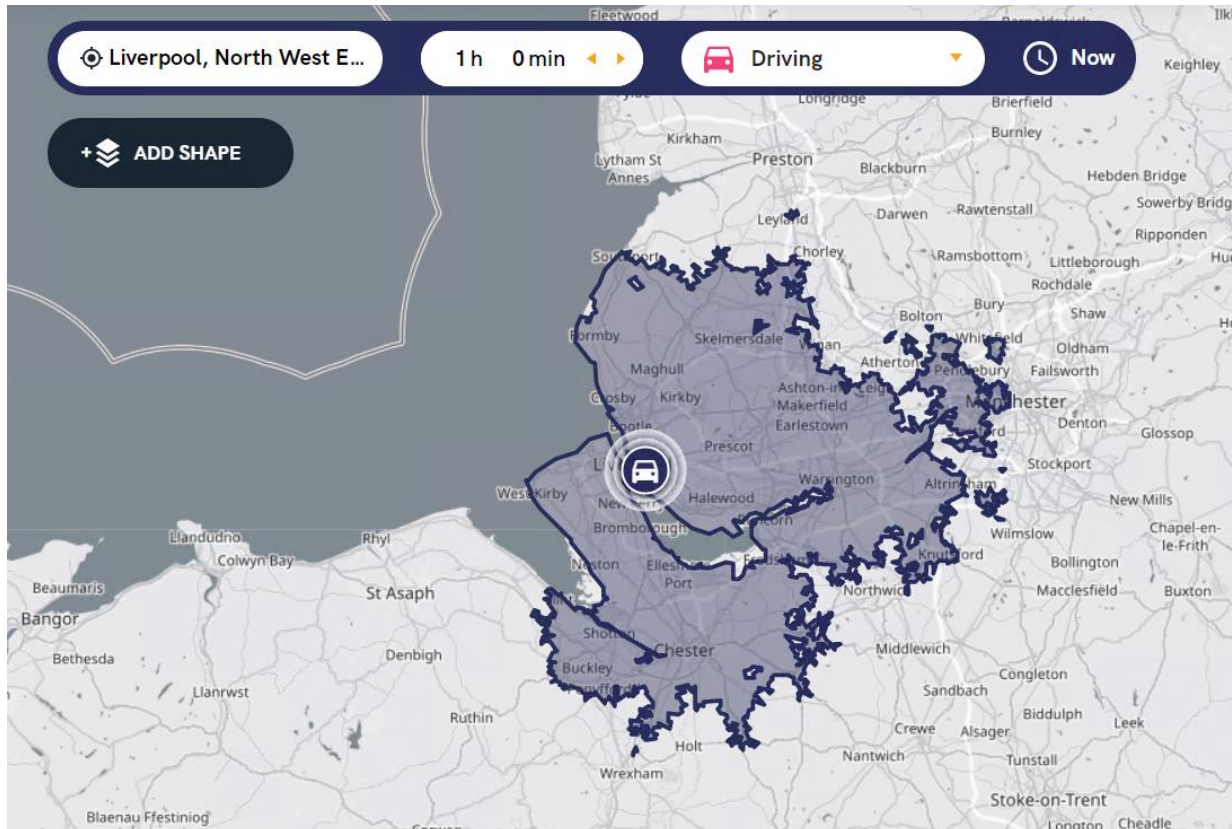 Fleetwood
Liverpool, North West E...
1 h 0 min
Driving
Now
Keighley
Longridge
Brierfield
ADD SHAPE
Kirkham
Burnley
Preston
Lytham St
Annes
Blackburn
Hebden Bridge
Sowerby Bridg
Leyland
Darwen
Rawtenstall
Ripponden
Chorley
Ramsbottom
Littleborough
Rochdale
Bury
Shaw
Bolton
Formby
Skelmersdale
Whitefield
Oldham
Atherton
Maghull
Pendlebury
Failsworth
Ashton-in-
Makerfield
Leigh
Crosby
Kirkby
Manchester
Earlestown
Denton
Bootle
Glossop
Prescot
Stockport
West Kirby
Warrington
Altrincham
Halewood
New Mills
Bromborough
Runcorn
Wilmslow
Chapel-en-
le-Frith
Llandudno
Rhyl
Colwyn Bay
Neston
Ellesmere
Port
Frodsham
Knutsford
Bollington
Beaumaris
St Asaph
Northwich
Macclesfield
Buxton
Bangor
Shotton
Bethesda
Denbigh
Chester
Middlewich
Buckley
Congleton
Llanrwst
Sandbach
Ruthin
Biddulph
Leek
Holt
Crewe
Alsager
Nantwich
Tunstall
Wrexham
Stoke-on-Trent
Blaenau Ffestiniog
Longton
Cheadle